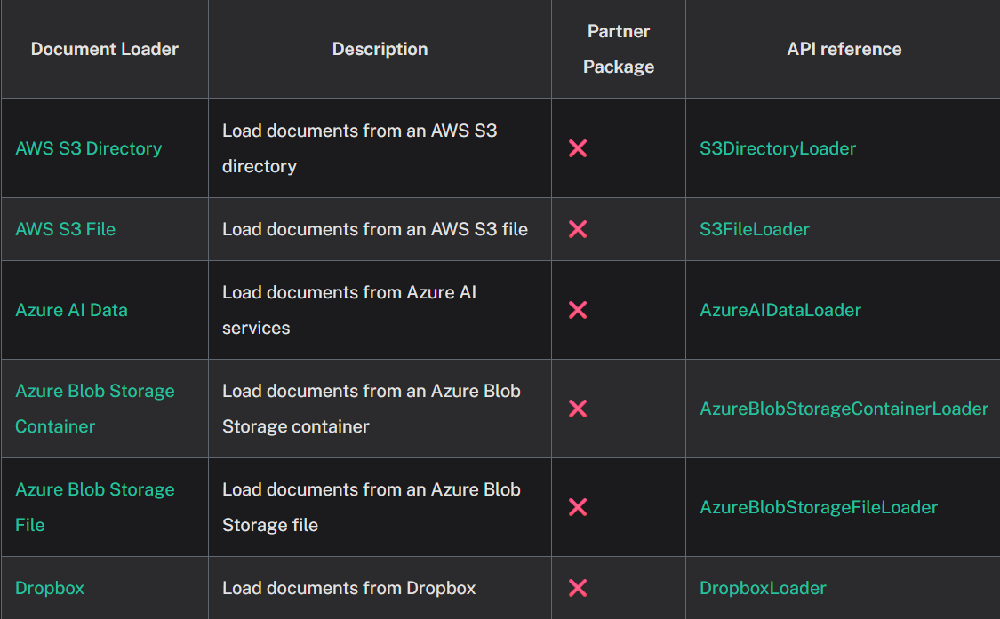 Document Loader
Description
Partner
Package
API reference
AWS S3 Directory
Load documents from an AWS S3
directory
❌
S3DirectoryLoader
AWS S3 File
Load documents from an AWS S3 file
❌
S3FileLoader
Azure AI Data
Load documents from Azure AI
services
❌
AzureAIDataLoader
Azure Blob Storage
Container
Load documents from an Azure Blob
Storage container
❌
AzureBlobStorageContainerLoader
Azure Blob Storage
File
Load documents from an Azure Blob
Storage file
❌
AzureBlobStorageFileLoader
Dropbox
Load documents from Dropbox
❌
DropboxLoader